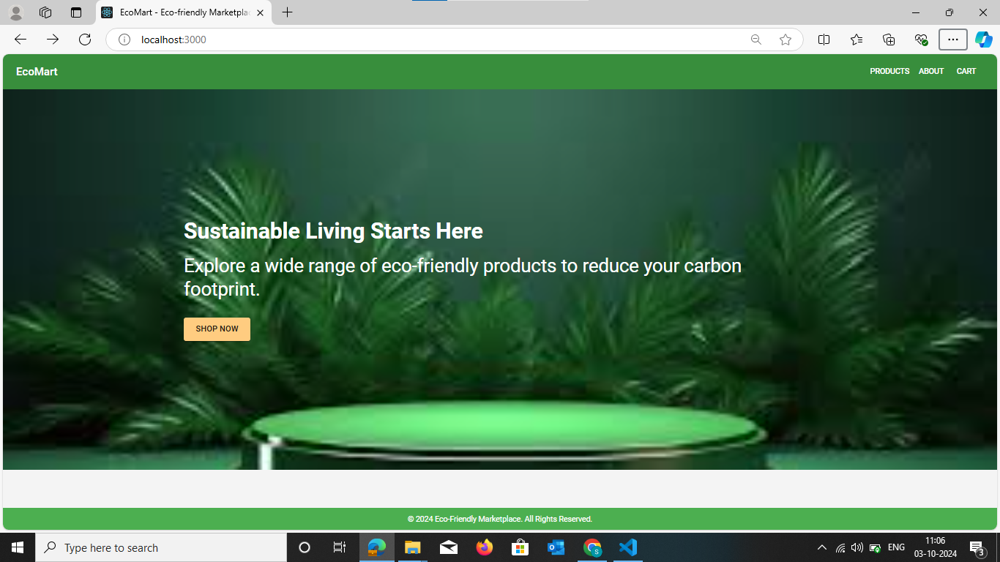 EcoMart - Eco-friendly Marketpla
localhost:3000
EcoMart
PRODUCTS ABOUT CART
Sustainable Living Starts Here
Explore a wide range of eco-friendly products to reduce your carbon
footprint.
SHOP NOW
© 2024 Eco-Friendly Marketplace. All Rights Reserved.
Type here to search
S
ENG
11:06
03-10-2024
3